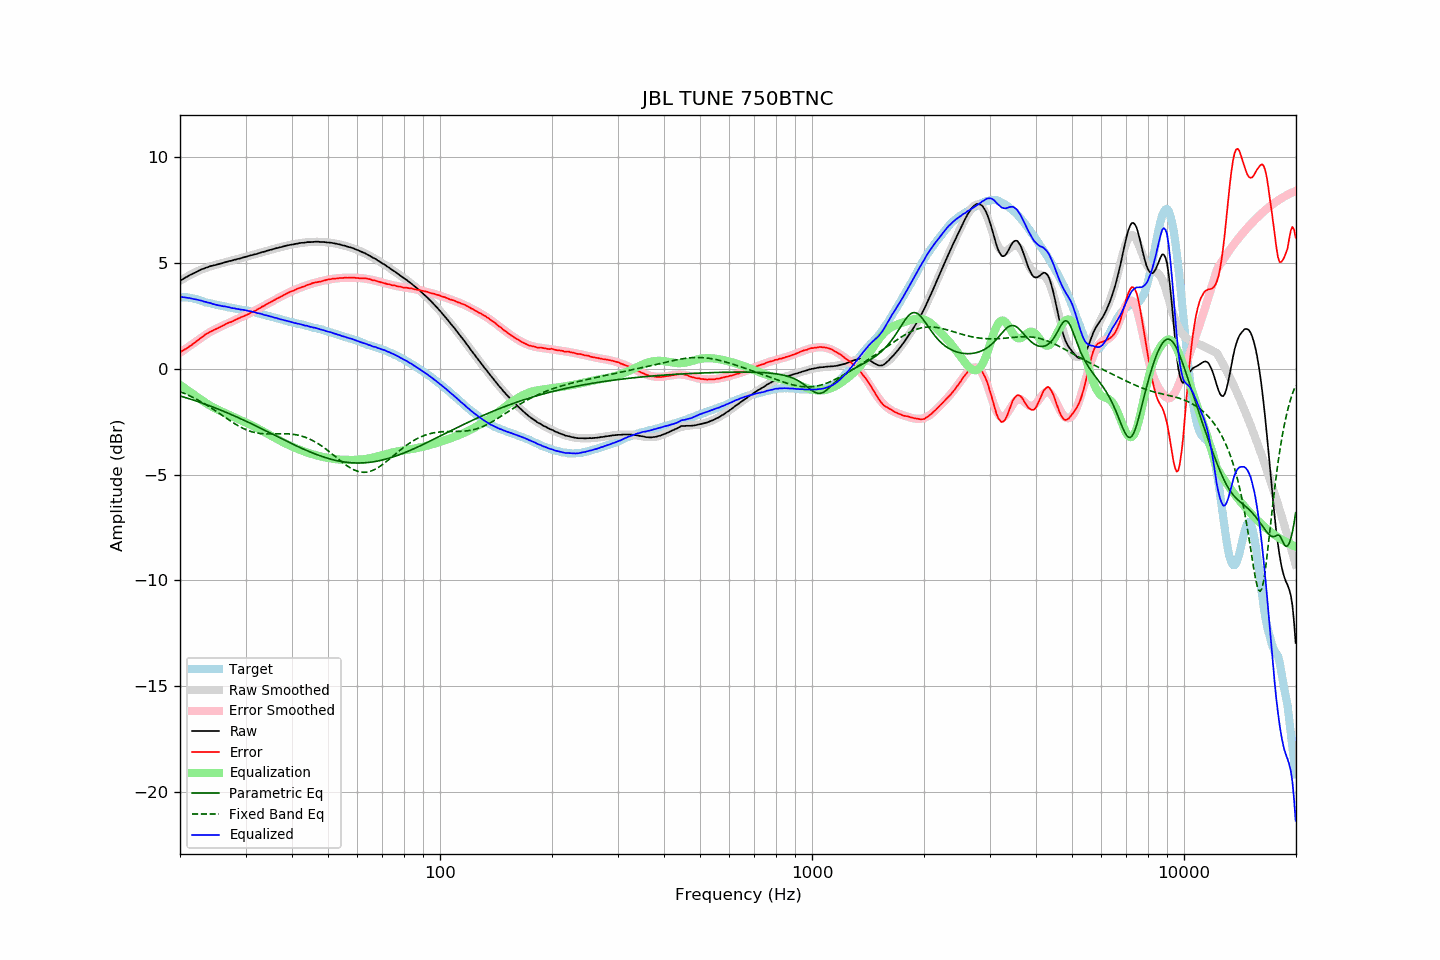 JBL TUNE 750BTNC
Amplitude (dBr)
10
5
0
−5
−10
−15
−20
Target
Raw Smoothed
Error Smoothed
Raw
Error
Equalization
Parametric Eq
Fixed Band Eq
Equalized
100
1000
10000
Frequency (Hz)